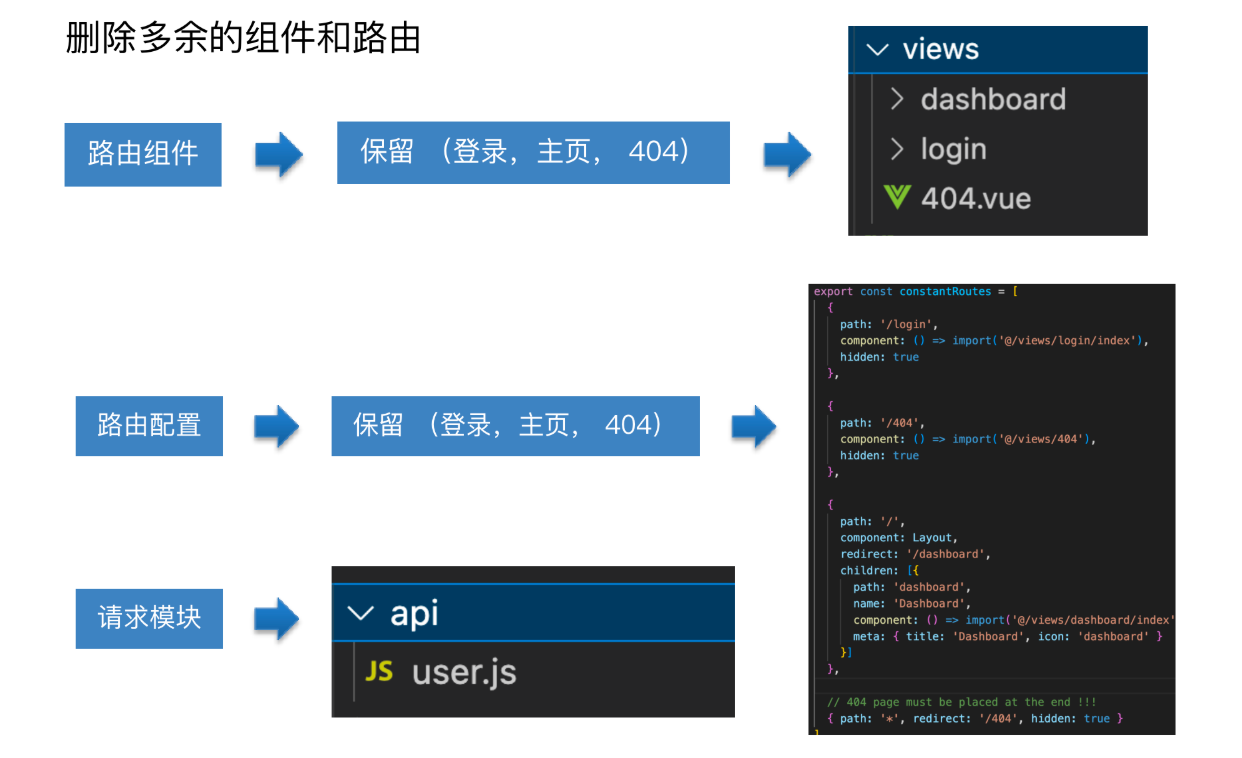 删除多余的组件和路由
路由组件
保留 （登录，主页， 404）
views
dashboard
login
404.vue
路由配置
保留 （登录，主页， 404）
export const constantRoutes = [
{
path: '/login',
component: () => import('@/views/login/index'),
hidden: true
},
{
path: '/404',
component: () => import('@/views/404'),
hidden: true
},
{
path: '/',
component: Layout,
redirect: '/dashboard',
children: [{
path: 'dashboard',
name: 'Dashboard',
component: () => import('@/views/dashboard/index'
meta: { title: 'Dashboard', icon: 'dashboard' }
}]
},
// 404 page must be placed at the end !!!
{ path: '*', redirect: '/404', hidden: true }
]
请求模块
api
JS user.js